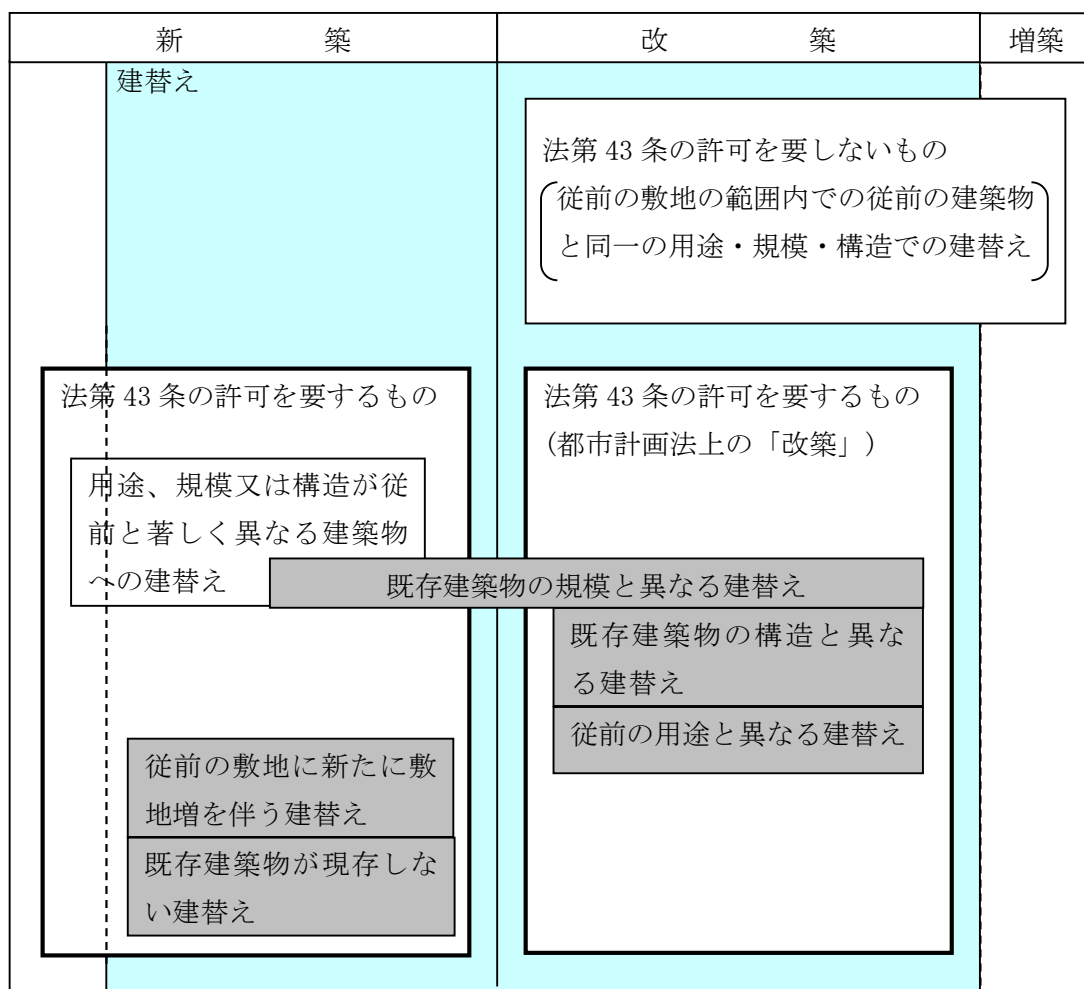 新築
改築
増築
建替え
法第 43 条の許可を要しないもの
従前の敷地の範囲内での従前の建築物
と同一の用途・規模・構造での建替え
法第 43 条の許可を要するもの
用途、規模又は構造が従
前と著しく異なる建築物
への建替え
法第 43 条の許可を要するもの
(都市計画法上の「改築」)
既存建築物の規模と異なる建替え
既存建築物の構造と異な
る建替え
従前の用途と異なる建替え
従前の敷地に新たに敷
地増を伴う建替え
既存建築物が現存しな
い建替え